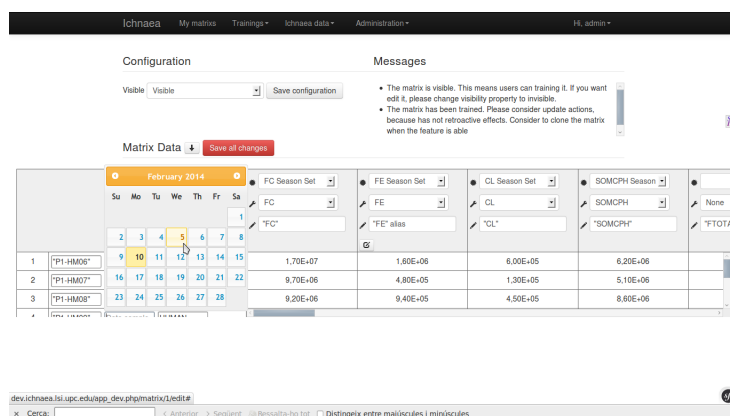 Ichnaea My matrixs Trainings Ichnaea data Administration Hi, admin
Configuration
Visible Visible Save configuration
Messages
The matrix is visible. This means users can training it. If you want
edit it, please change visibility property to invisible.
The matrix has been trained. Please consider update actions,
because has not retroactive effects. Consider to clone the matrix
when the feature is able
Matrix Data Save all changes
February 2014
Su Mo Tu We Th Fr Sa
1
2 3 4 5 6 7 8
9 10 11 12 13 14 15
16 17 18 19 20 21 22
23 24 25 26 27 28
FC Season Set FE Season Set CL Season Set SOMCPH Season
FC FE CL SOMCPH None
"FC" "FE" alias "CL" "SOMCPH" "FTOTA
1 "P1-HM06" 1,70E+07 1,60E+06 6,00E+05 6,20E+06
2 "P1-HM07" 9,70E+06 4,80E+05 1,30E+05 5,10E+06
3 "P1-HM08" 9,20E+06 9,40E+05 4,50E+05 8,60E+06
HUMAN
dev.ichnaea.lsi.upc.edu/app_dev.php/matrix/1/edit#
× Cerca: < Anterior > Següent Ressalta-ho tot Distingeix entre majúscules i minúscules